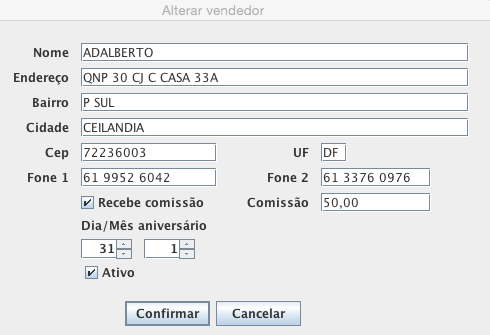 Alterar vendedor
Nome ADALBERTO
Endereço QNP 30 CJ C CASA 33A
Bairro P SUL
Cidade CEILANDIA
Cep 72236003 UF DF
Fone 1 61 9952 6042 Fone 2 61 3376 0976
Recebe comissão Comissão 50,00
Dia/Mês aniversário
31 1
Ativo
Confirmar Cancelar